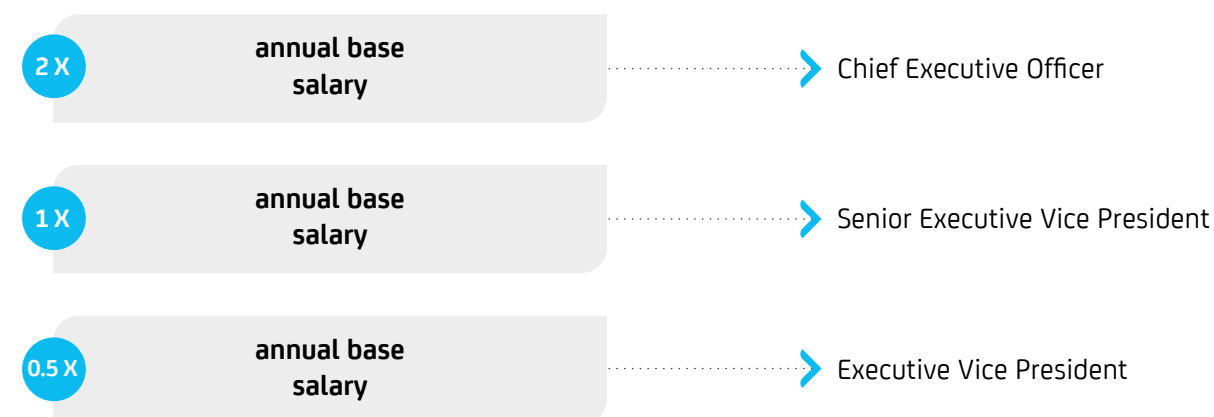 2 X
annual base
salary
Chief Executive Officer
1 X
annual base
salary
Senior Executive Vice President
0.5 X
annual base
salary
Executive Vice President